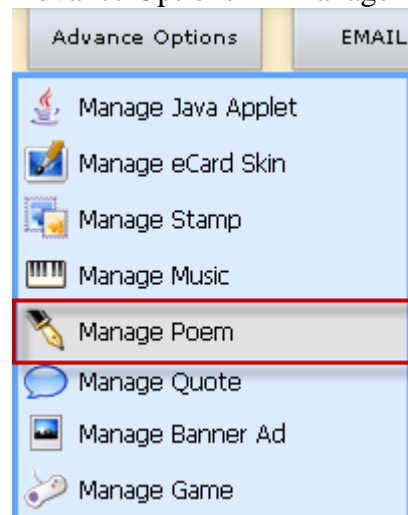 Advance Options EMAIL
Manage Java Applet
Manage eCard Skin
Manage Stamp
Manage Music
Manage Poem
Manage Quote
Manage Banner Ad
Manage Game